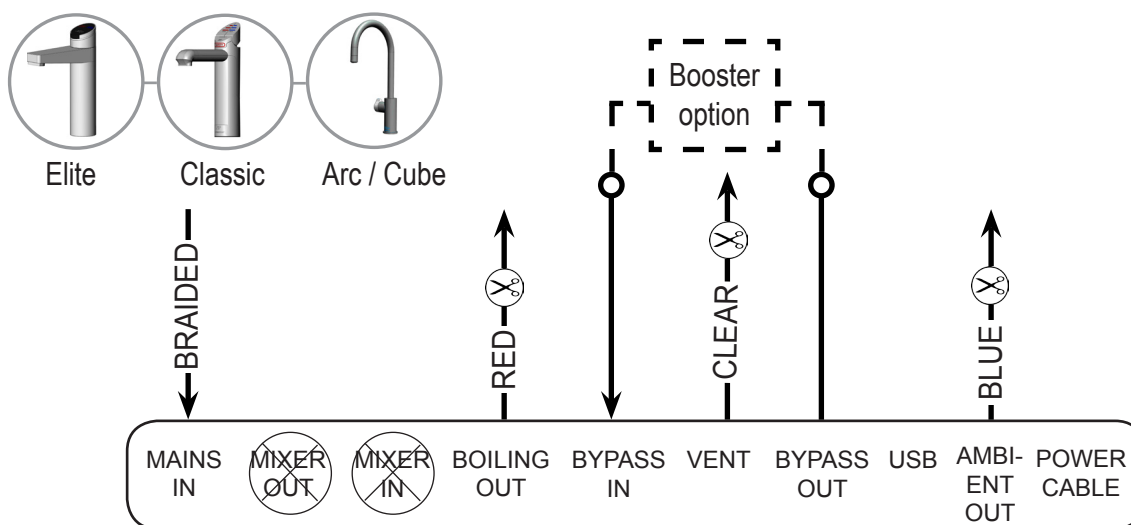 Booster
option
Elite
Classic
Arc / Cube
BRAIDED
RED
CLEAR
BLUE
MAINS
IN
MIXER
OUT
MIXER
IN
BOILING
OUT
BYPASS
IN
VENT
BYPASS
OUT
USB
AMBI-
ENT
OUT
POWER
CABLE